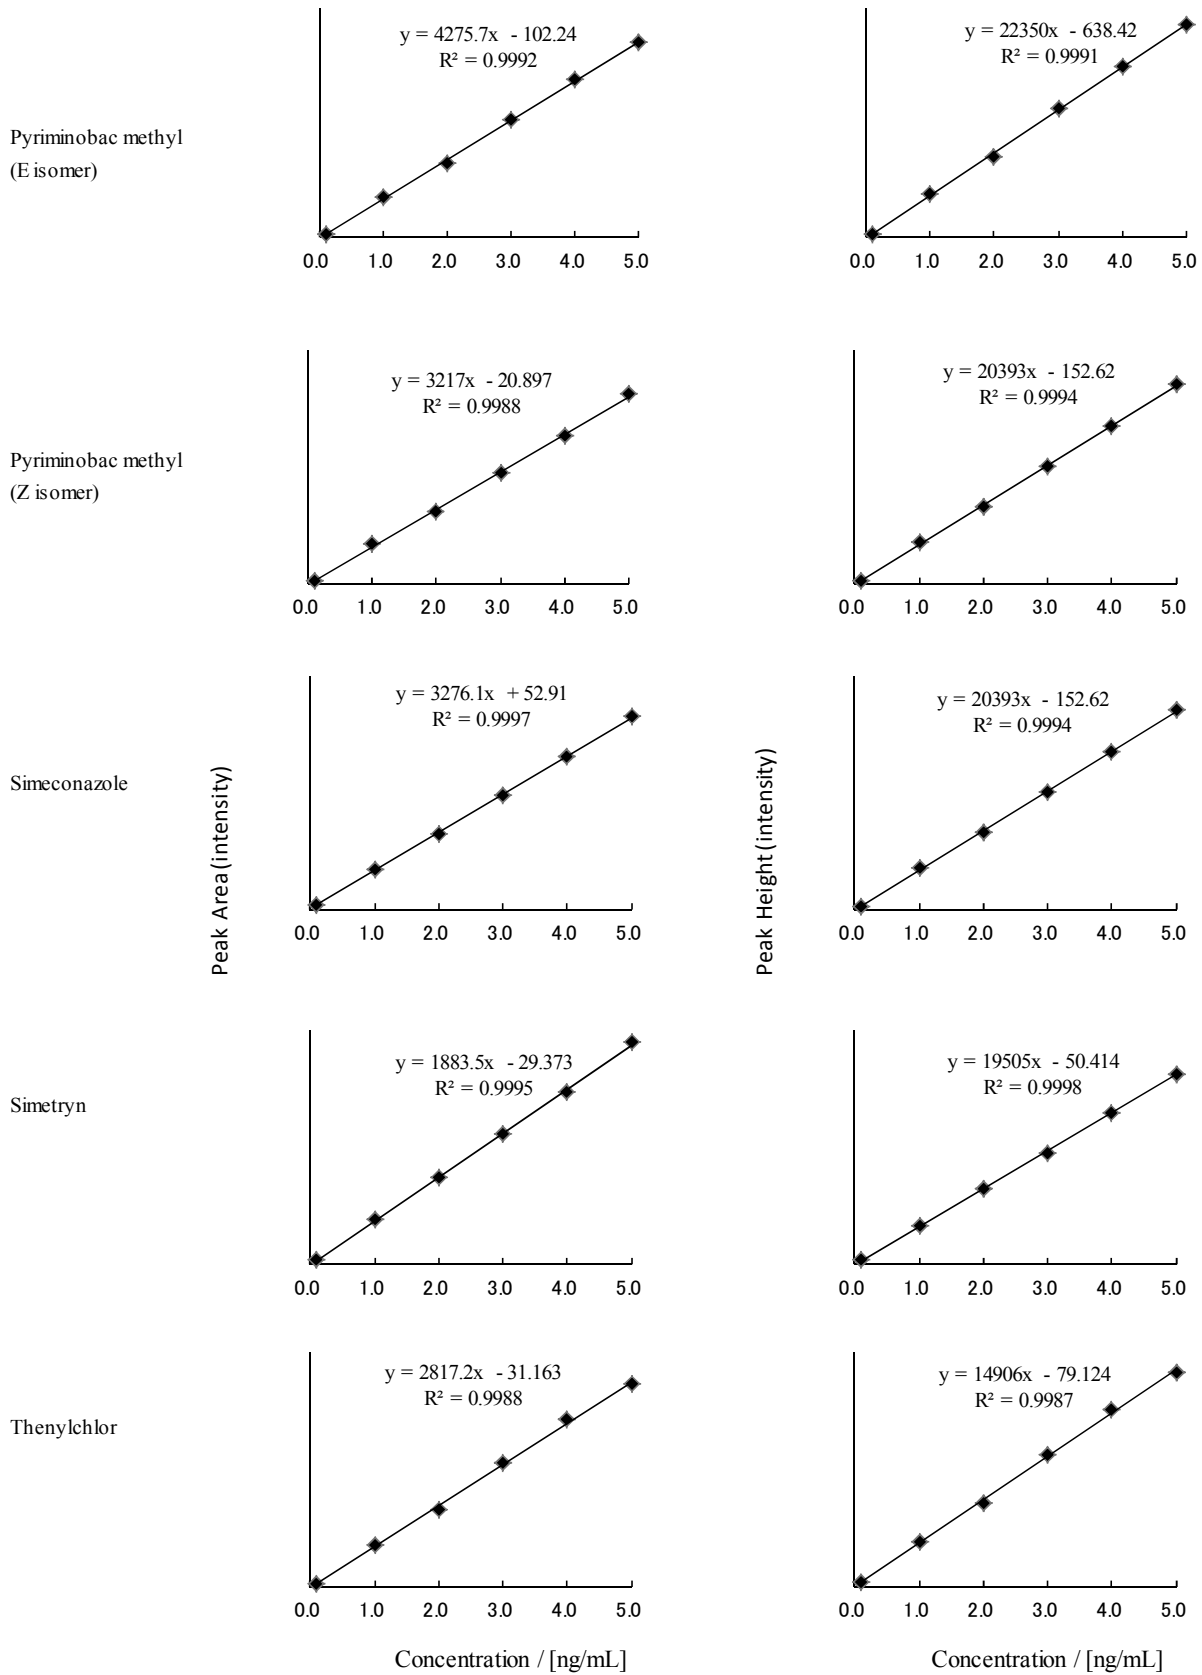 y = 4275.7x - 102.24
R² = 0.9992
y = 22350x - 638.42
R² = 0.9991
Pyriminobac methyl
(E isomer)
0.0 1.0 2.0 3.0 4.0 5.0
0.0 1.0 2.0 3.0 4.0 5.0
y = 3217x - 20.897
R² = 0.9988
y = 20393x - 152.62
R² = 0.9994
Pyriminobac methyl
(Z isomer)
0.0 1.0 2.0 3.0 4.0 5.0
0.0 1.0 2.0 3.0 4.0 5.0
y = 3276.1x + 52.91
R² = 0.9997
y = 20393x - 152.62
R² = 0.9994
Simeconazole
Peak Area (intensity)
Peak Height (intensity)
0.0 1.0 2.0 3.0 4.0 5.0
0.0 1.0 2.0 3.0 4.0 5.0
y = 1883.5x - 29.373
R² = 0.9995
y = 19505x - 50.414
R² = 0.9998
Simetryn
0.0 1.0 2.0 3.0 4.0 5.0
0.0 1.0 2.0 3.0 4.0 5.0
y = 2817.2x - 31.163
R² = 0.9988
y = 14906x - 79.124
R² = 0.9987
Thenylchlor
0.0 1.0 2.0 3.0 4.0 5.0
0.0 1.0 2.0 3.0 4.0 5.0
Concentration / [ng/mL]
Concentration / [ng/mL]